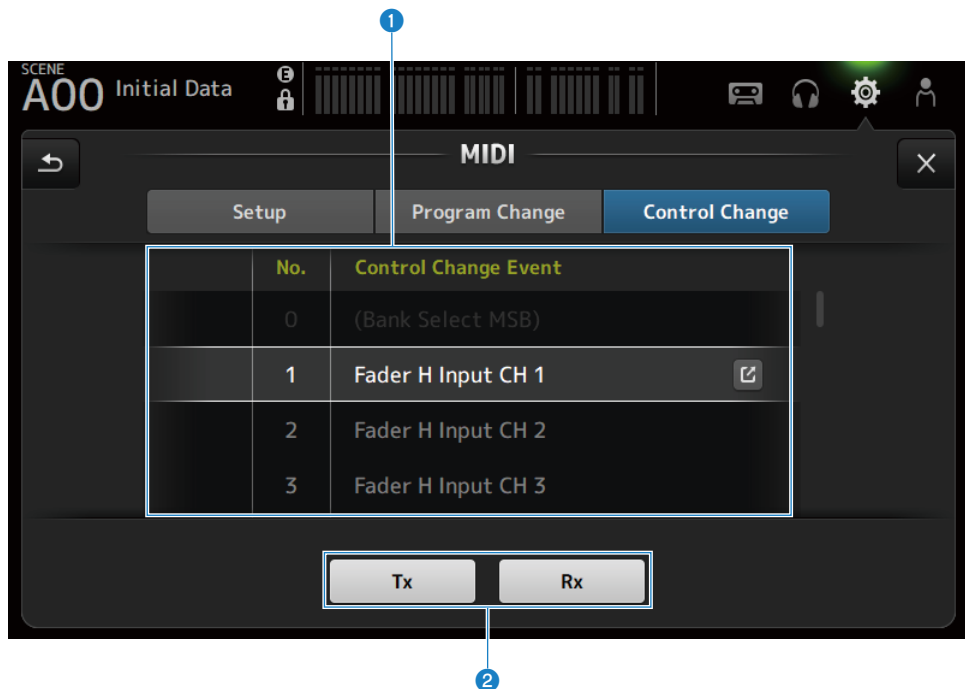 1
SCENE
A00 Initial Data E
MIDI
Setup Program Change Control Change
No. Control Change Event
0 (Bank Select MSB)
1 Fader H Input CH 1
2 Fader H Input CH 2
3 Fader H Input CH 3
Tx Rx
2